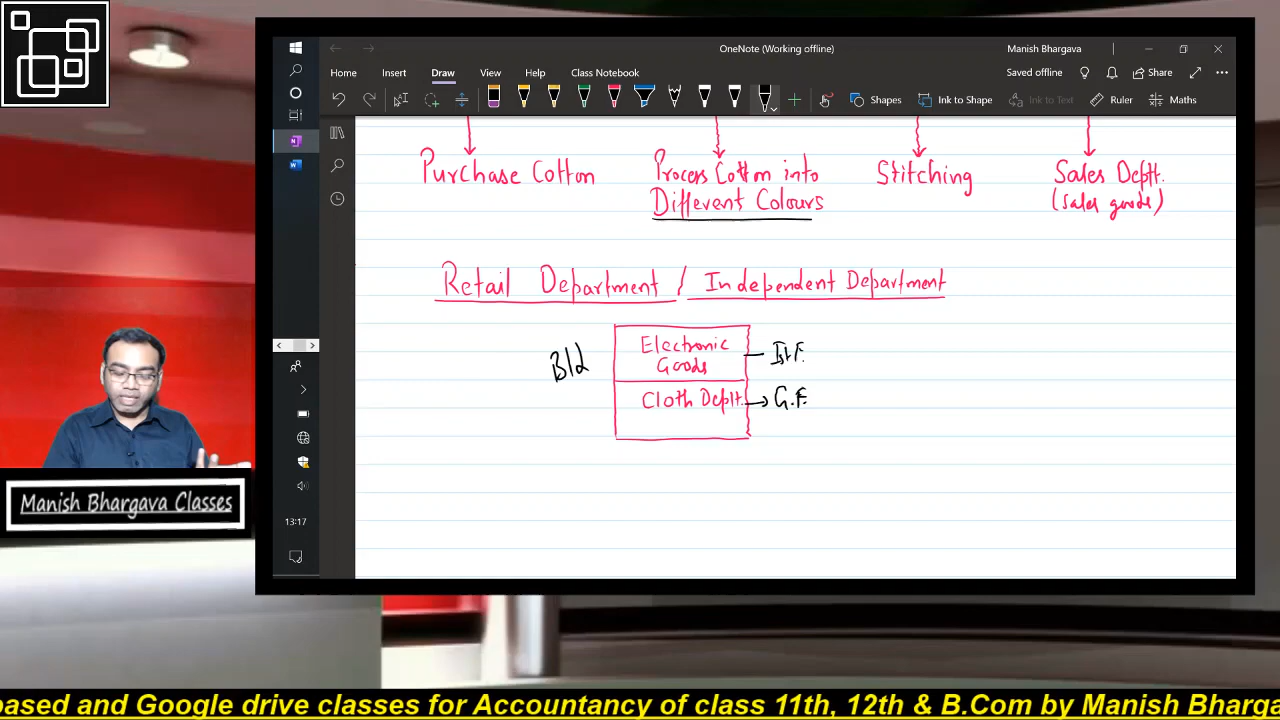 OneNote (Working offline)
Manish Bhargava
Home Insert Draw View Help Class Notebook
Saved offline
Share
Shapes
Ink to Shape
Ink to Text
Ruler
Maths
Purchase Cotton
Process Cotton into
Different Colours
Stitching
Sales Deptt.
(sales goods)
Retail Department / Independent Department
Electronic
Goods
Ist F.
Bld
Cloth Deptt.
G.F
Manish Bhargava Classes
13:17
based and Google drive classes for Accountancy of class 11th, 12th & B.Com by Manish Bharga